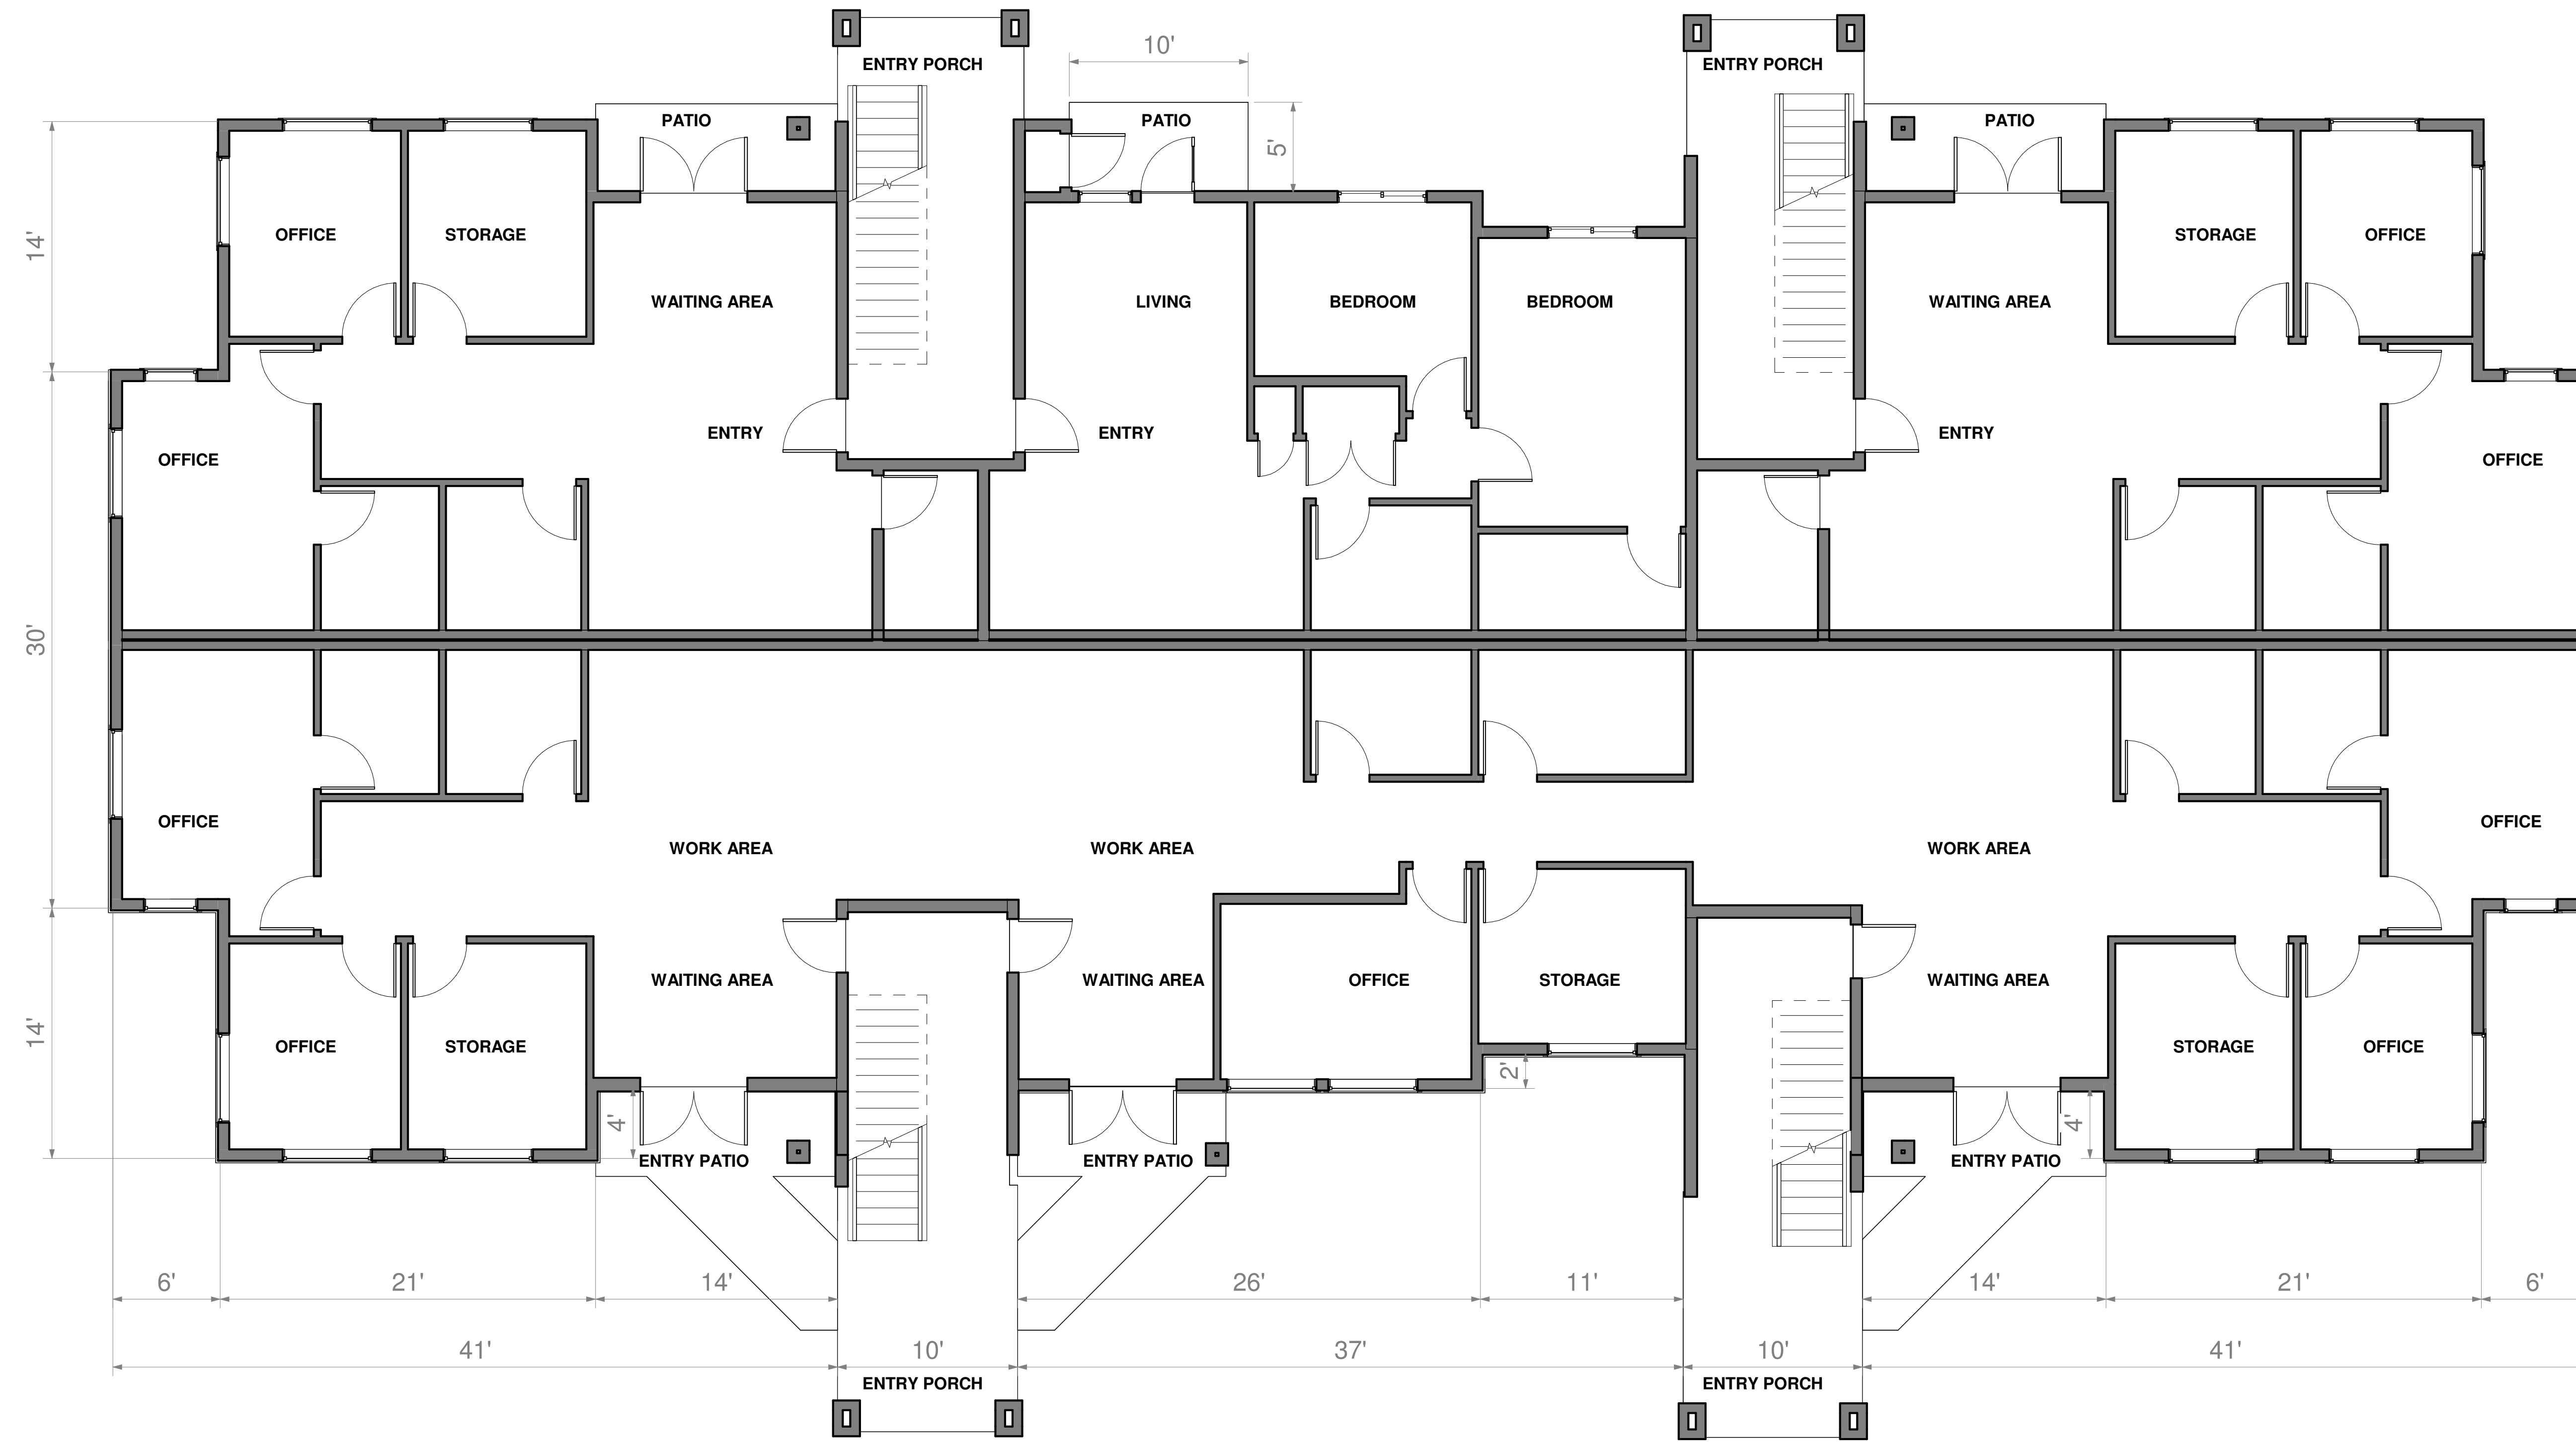 10'
ENTRY PORCH
ENTRY PORCH
PATIO
PATIO
PATIO
5'
14'
OFFICE
STORAGE
STORAGE
OFFICE
WAITING AREA
LIVING
BEDROOM
BEDROOM
WAITING AREA
ENTRY
ENTRY
ENTRY
OFFICE
OFFICE
30'
OFFICE
OFFICE
WORK AREA
WORK AREA
WORK AREA
WAITING AREA
WAITING AREA
OFFICE
STORAGE
WAITING AREA
14'
OFFICE
STORAGE
2'
STORAGE
OFFICE
4'
4'
ENTRY PATIO
ENTRY PATIO
ENTRY PATIO
6'
21'
14'
26'
11'
14'
21'
6'
41'
10'
37'
10'
41'
ENTRY PORCH
ENTRY PORCH